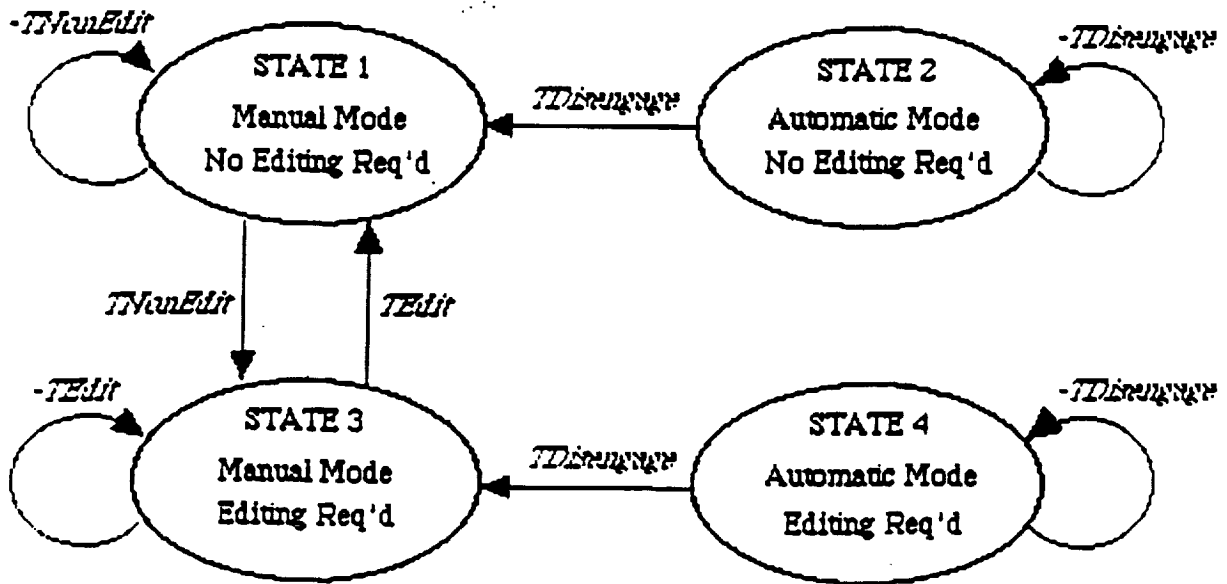 -TNonEdit
STATE 1
Manual Mode
No Editing Req'd
TDisengage
STATE 2
Automatic Mode
No Editing Req'd
-TDisengage
TNonEdit
TEdit
-TEdit
STATE 3
Manual Mode
Editing Req'd
TDisengage
STATE 4
Automatic Mode
Editing Req'd
-TDisengage